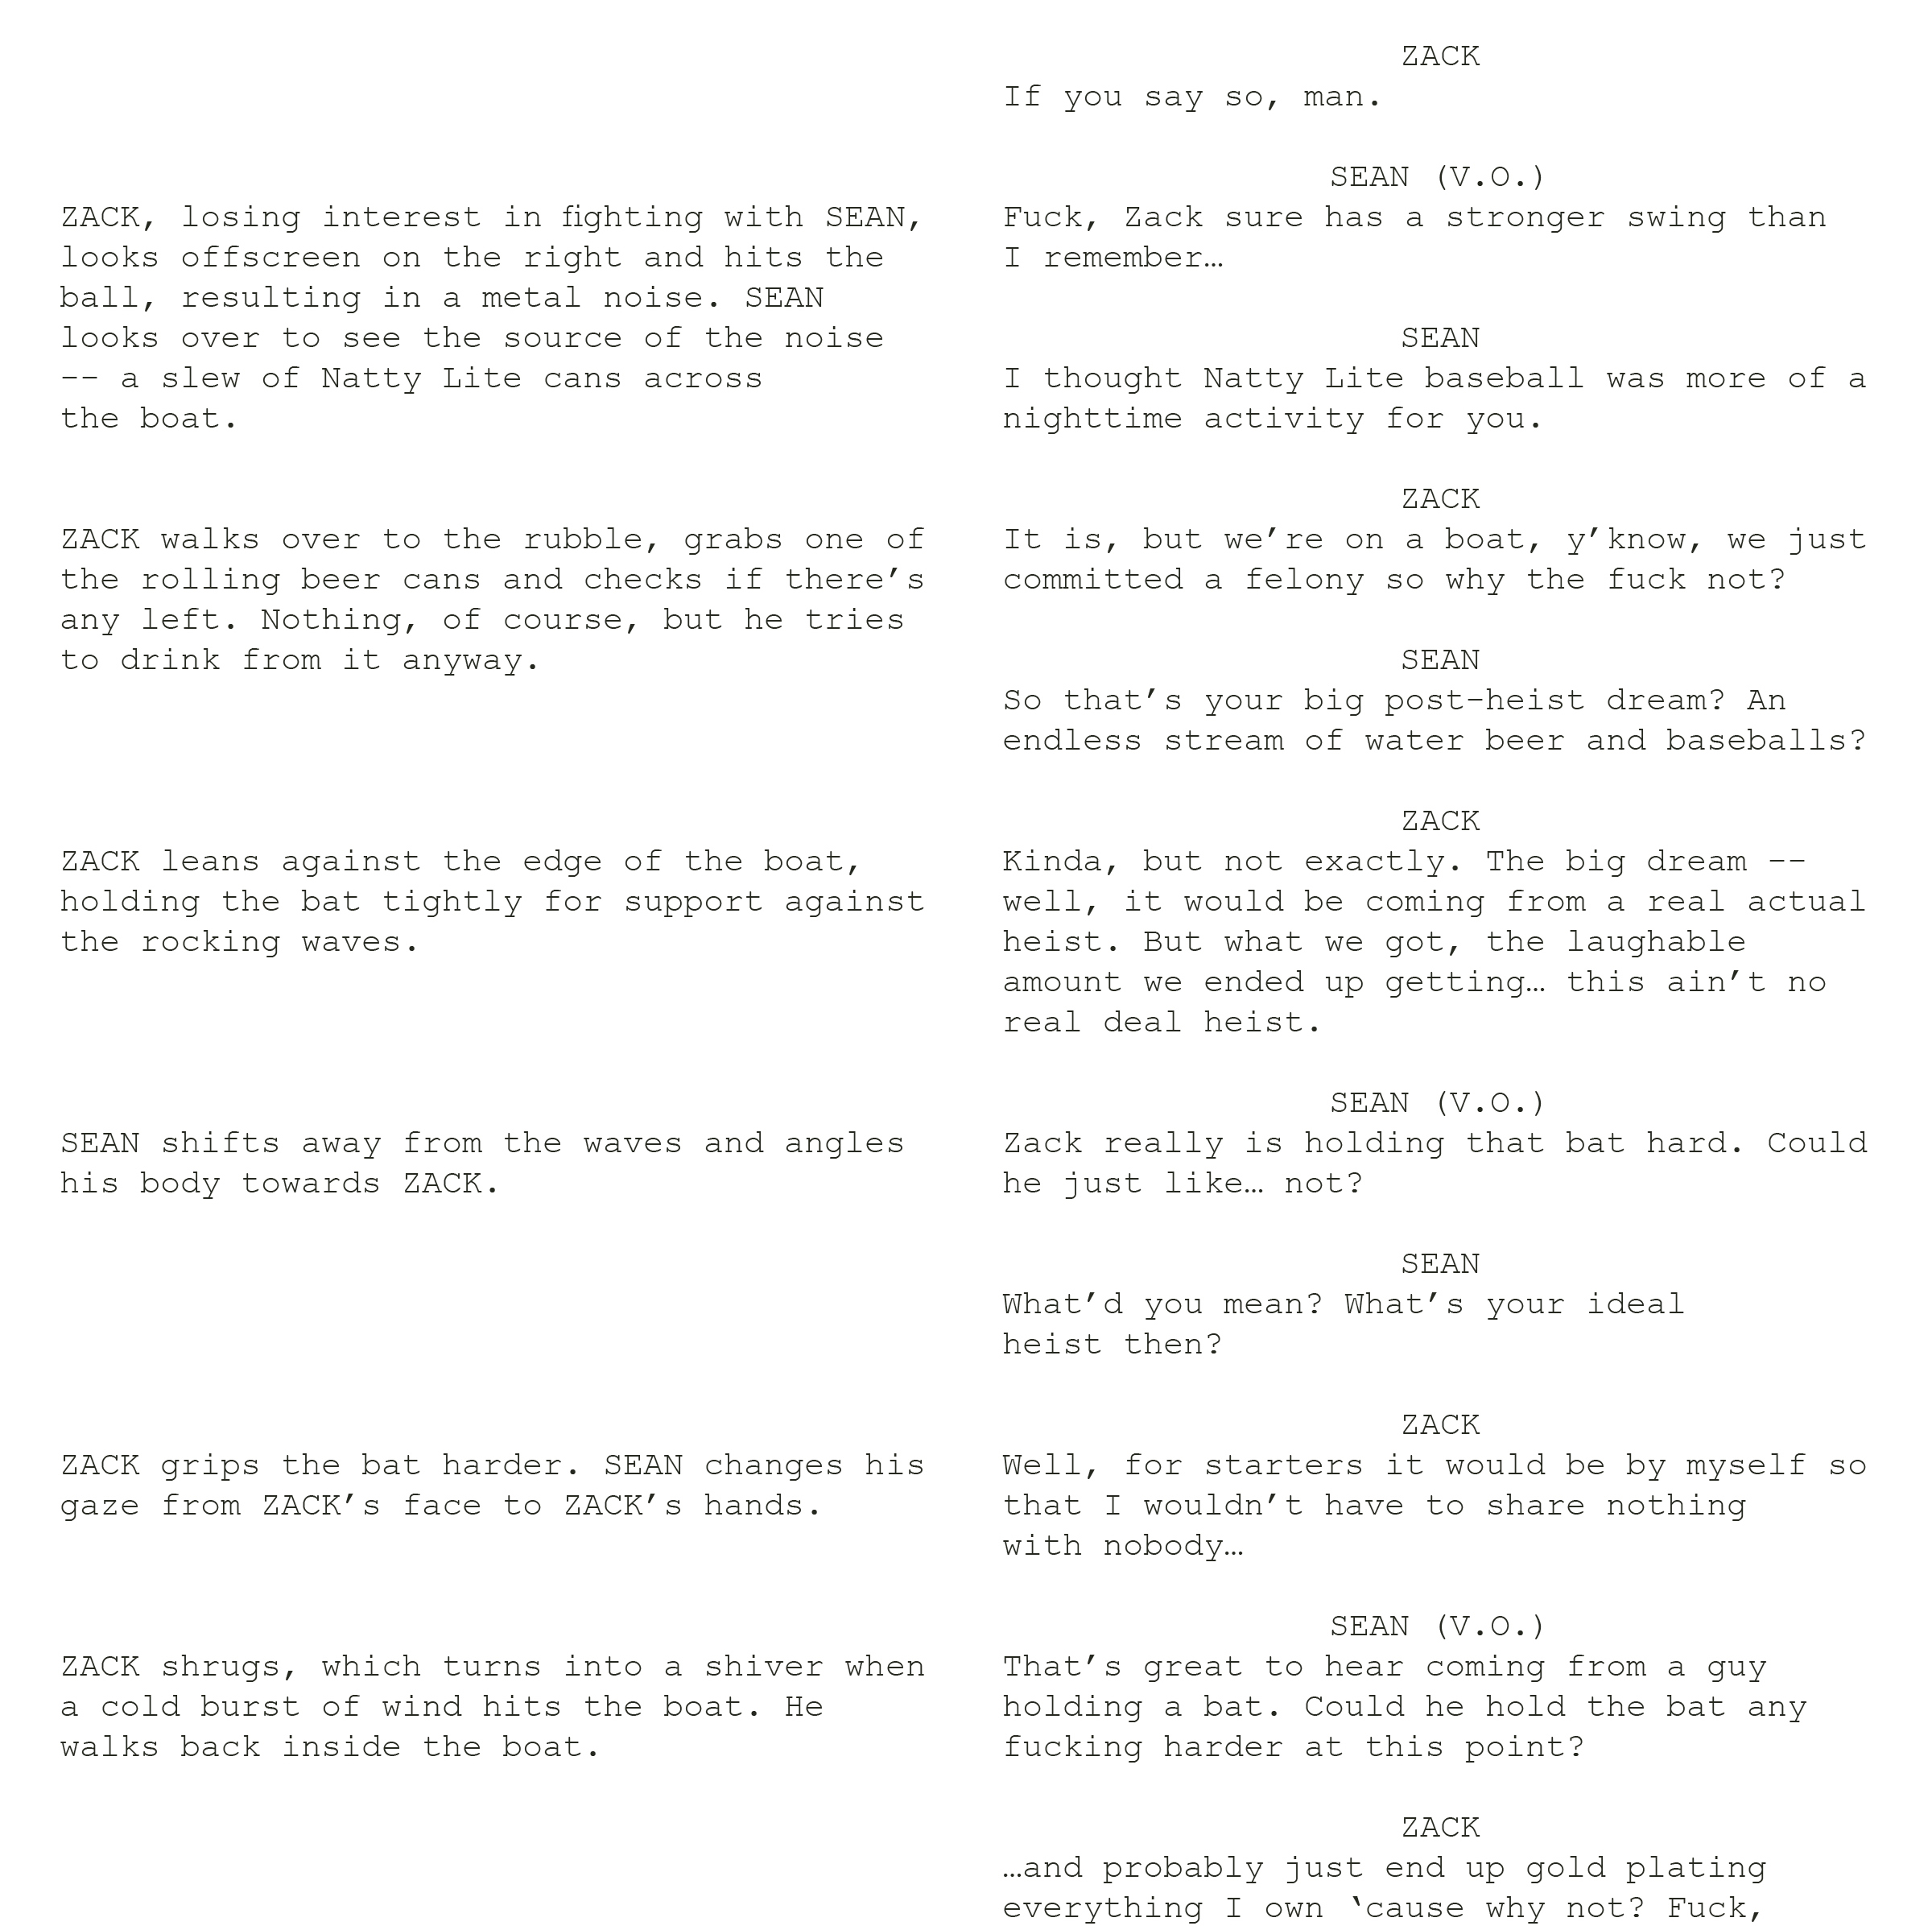 ZACK
If you say so, man.
SEAN (V.O.)
ZACK, losing interest in fighting with SEAN,
looks offscreen on the right and hits the
ball, resulting in a metal noise. SEAN
looks over to see the source of the noise
-- a slew of Natty Lite cans across
the boat.
Fuck, Zack sure has a stronger swing than
I remember…
SEAN
I thought Natty Lite baseball was more of a
nighttime activity for you.
ZACK
ZACK walks over to the rubble, grabs one of
the rolling beer cans and checks if there’s
any left. Nothing, of course, but he tries
to drink from it anyway.
It is, but we’re on a boat, y’know, we just
committed a felony so why the fuck not?
SEAN
So that’s your big post-heist dream? An
endless stream of water beer and baseballs?
ZACK
ZACK leans against the edge of the boat,
holding the bat tightly for support against
the rocking waves.
Kinda, but not exactly. The big dream --
well, it would be coming from a real actual
heist. But what we got, the laughable
amount we ended up getting… this ain’t no
real deal heist.
SEAN (V.O.)
SEAN shifts away from the waves and angles
his body towards ZACK.
Zack really is holding that bat hard. Could
he just like… not?
SEAN
What’d you mean? What’s your ideal
heist then?
ZACK
ZACK grips the bat harder. SEAN changes his
gaze from ZACK’s face to ZACK’s hands.
Well, for starters it would be by myself so
that I wouldn’t have to share nothing
with nobody…
SEAN (V.O.)
ZACK shrugs, which turns into a shiver when
a cold burst of wind hits the boat. He
walks back inside the boat.
That’s great to hear coming from a guy
holding a bat. Could he hold the bat any
fucking harder at this point?
ZACK
…and probably just end up gold plating
everything I own ‘cause why not? Fuck,